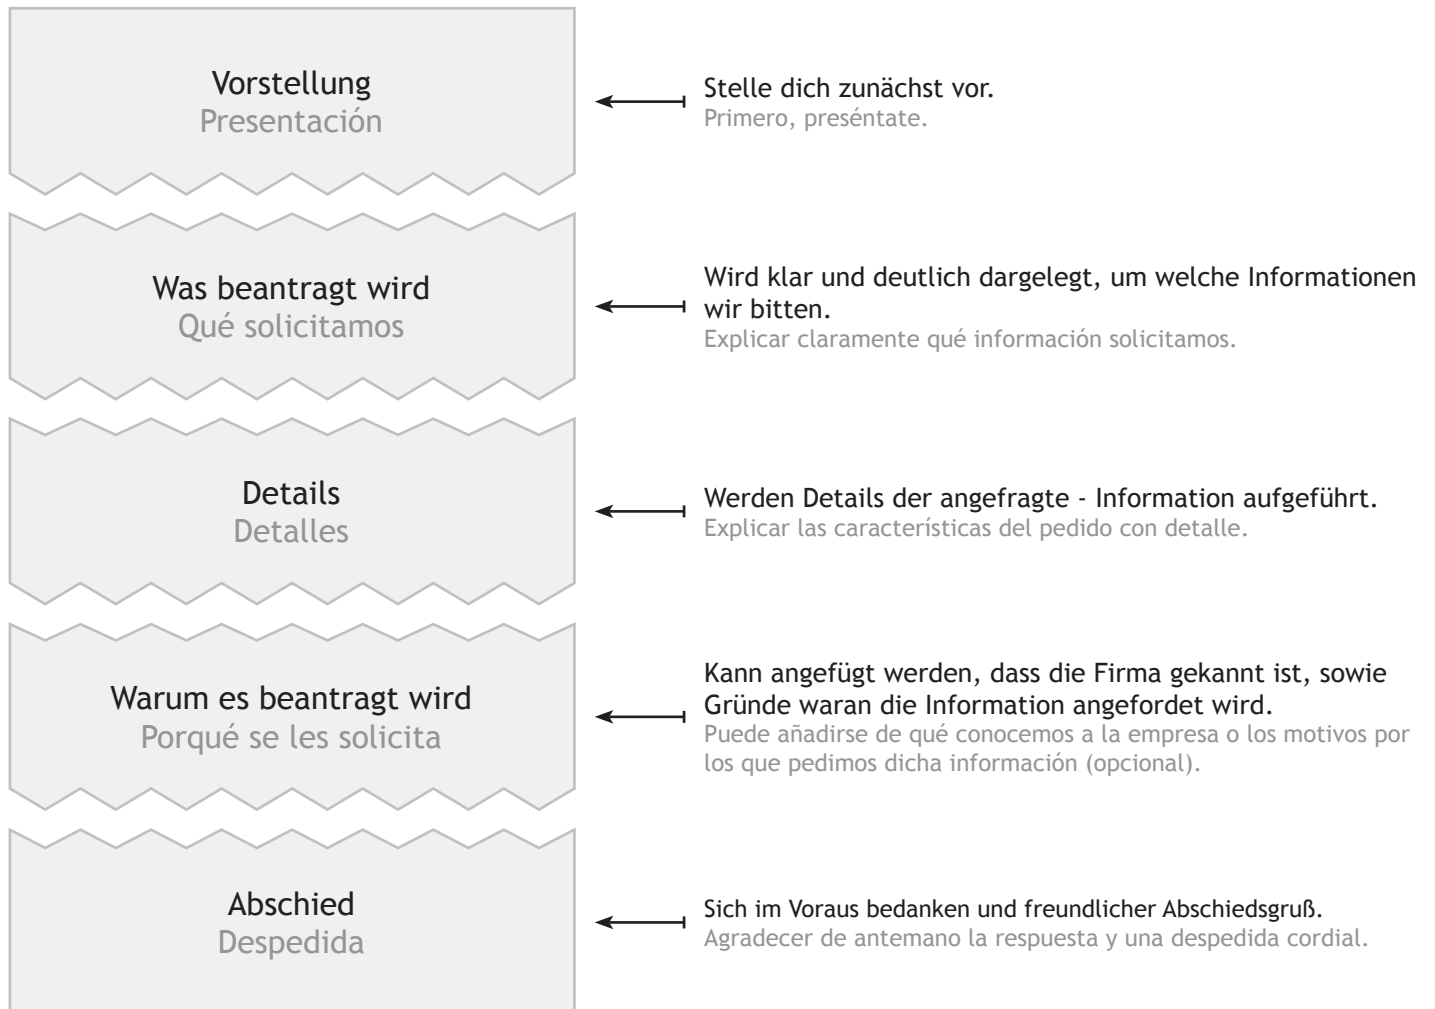 Vorstellung
Presentación
Stelle dich zunächst vor.
Primero, preséntate.
Was beantragt wird
Qué solicitamos
Wird klar und deutlich dargelegt, um welche Informationen
wir bitten.
Explicar claramente qué información solicitamos.
Details
Detalles
Werden Details der angefragte - Information aufgeführt.
Explicar las características del pedido con detalle.
Warum es beantragt wird
Porqué se les solicita
Kann angefügt werden, dass die Firma gekannt ist, sowie
Gründe waran die Information angefordet wird.
Puede añadirse de qué conocemos a la empresa o los motivos por
los que pedimos dicha información (opcional).
Abschied
Despedida
Sich im Voraus bedanken und freundlicher Abschiedsgruß.
Agradecer de antemano la respuesta y una despedida cordial.